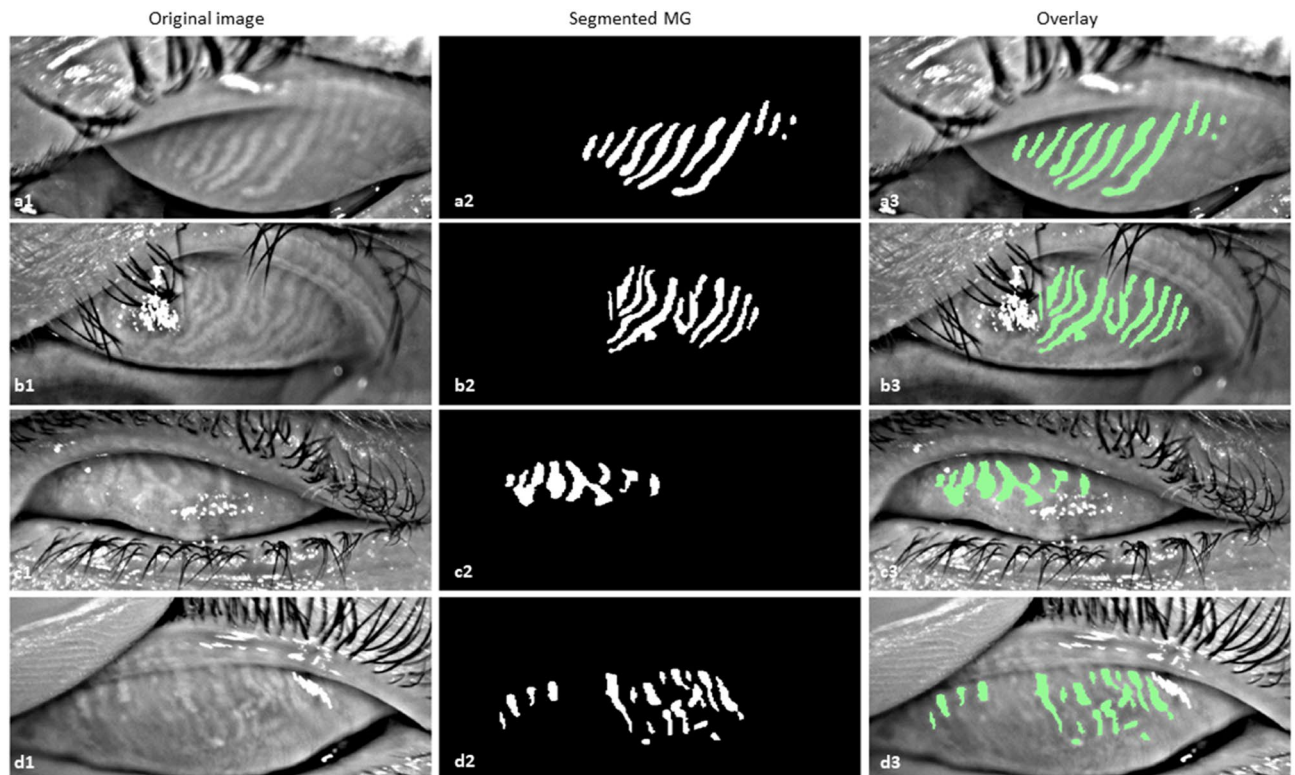 Original image Segmented MG Overlay
a1 a2 a3
b1 b2 b3
c1 c2 c3
d1 d2 d3